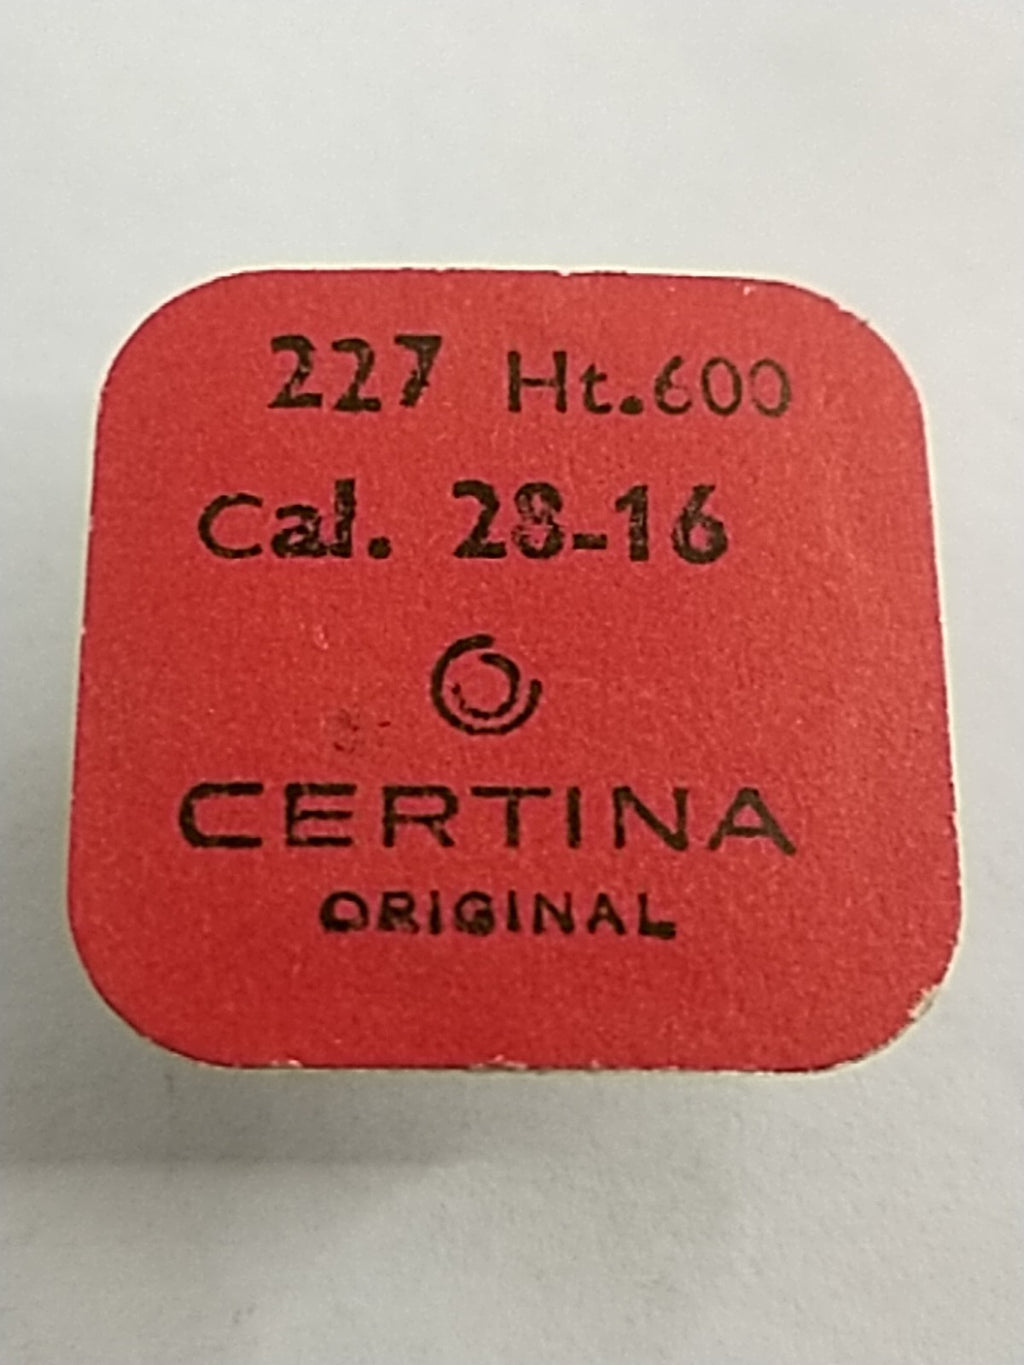 227 Ht.600
Cal. 28-16
CERTINA
ORIGINAL